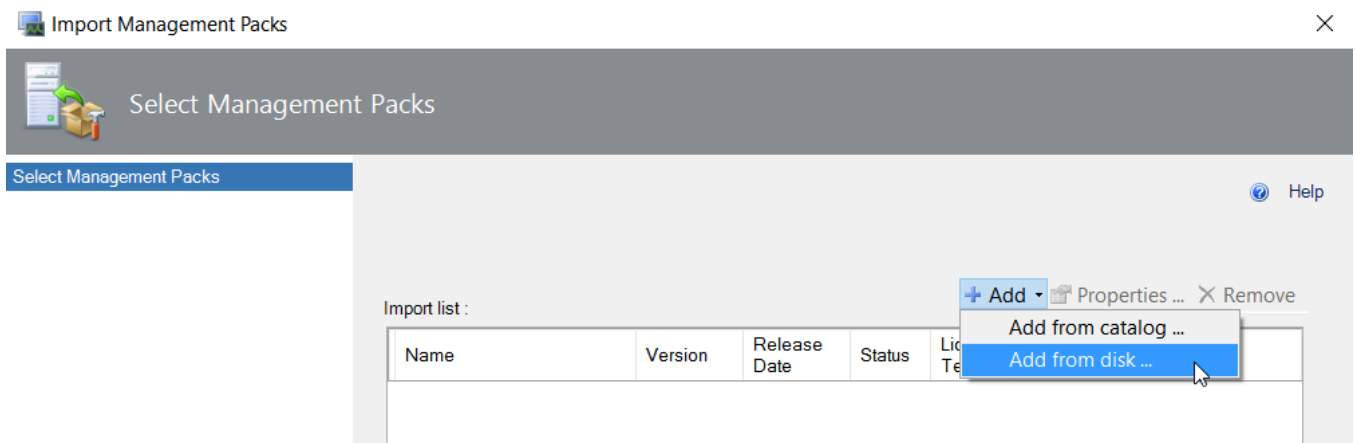 Import Management Packs
Select Management Packs
Select Management Packs
Help
Import list :
Add
Properties ...
Remove
Add from catalog ...
Add from disk ...
Name
Version
Release
Date
Status